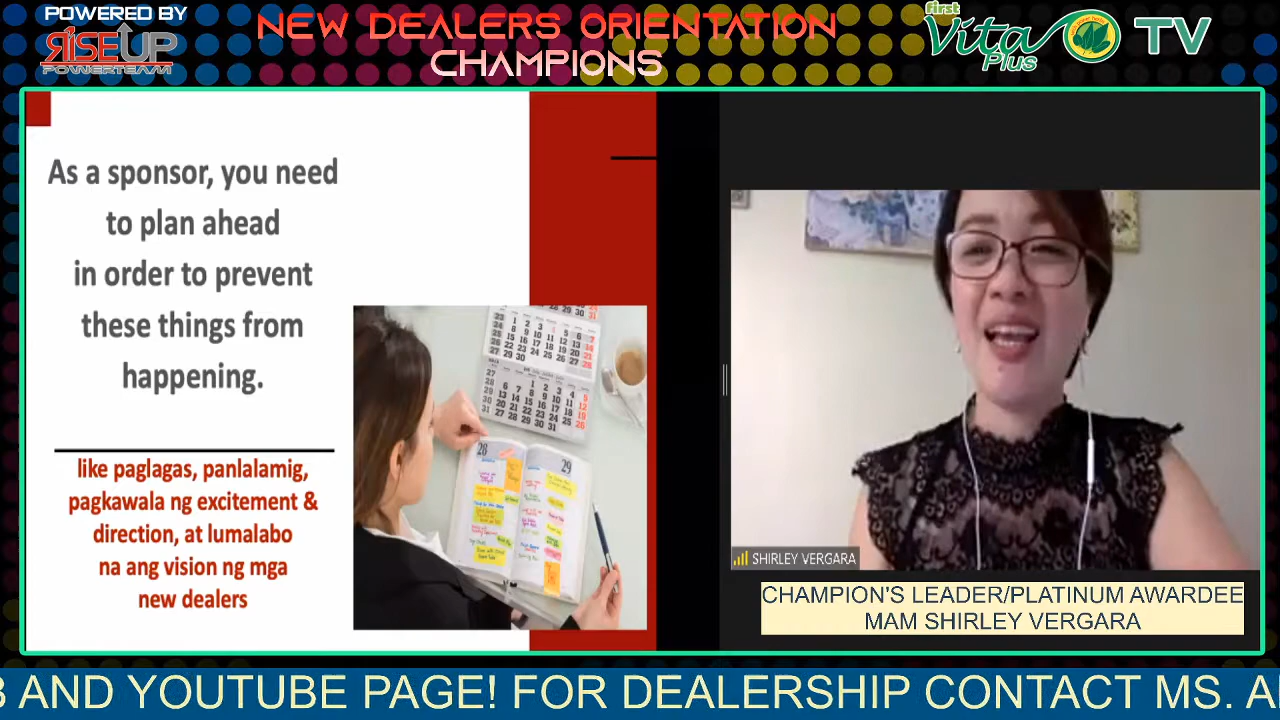 POWERED BY
RISEUP
POWERTEAM
NEW DEALERS ORIENTATION
CHAMPIONS
first
Vita
Plus
TV
As a sponsor, you need
to plan ahead
in order to prevent
these things from
happening.
like paglagas, panlalamig,
pagkawala ng excitement &
direction, at lumalabo
na ang vision ng mga
new dealers
28
29
SHIRLEY VERGARA
CHAMPION'S LEADER/PLATINUM AWARDEE
MAM SHIRLEY VERGARA
AND YOUTUBE PAGE! FOR DEALERSHIP CONTACT MS.